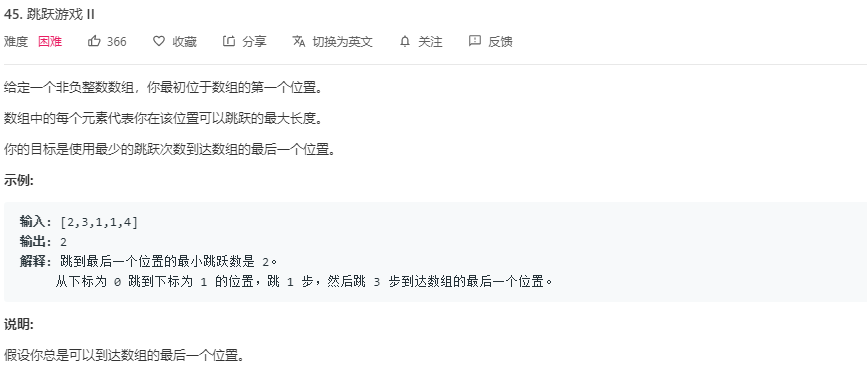 45. 跳跃游戏 II
难度 困难 366 收藏 分享 切换为英文 关注 反馈
给定一个非负整数数组，你最初位于数组的第一个位置。
数组中的每个元素代表你在该位置可以跳跃的最大长度。
你的目标是使用最少的跳跃次数到达数组的最后一个位置。
示例:
输入: [2,3,1,1,4]
输出: 2
解释: 跳到最后一个位置的最小跳跃数是 2。
从下标为 0 跳到下标为 1 的位置，跳 1 步，然后跳 3 步到达数组的最后一个位置。
说明:
假设你总是可以到达数组的最后一个位置。